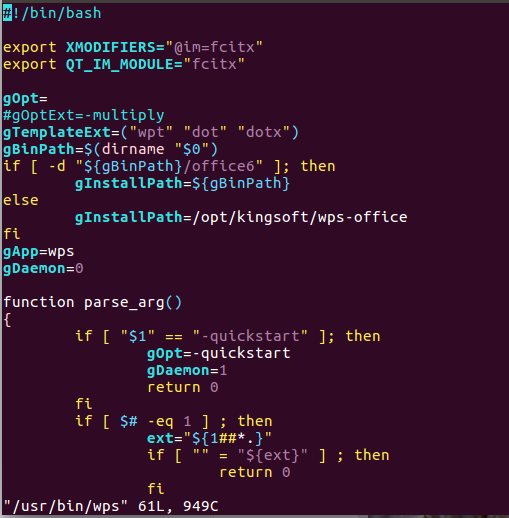 #!/bin/bash

export XMODIFIERS="@im=fcitx"
export QT_IM_MODULE="fcitx"

gOpt=
#gOptExt=-multiply
gTemplateExt=("wpt" "dot" "dotx")
gBinPath=$(dirname "$0")
if [ -d "${gBinPath}/office6" ]; then
        gInstallPath=${gBinPath}
else
        gInstallPath=/opt/kingsoft/wps-office
fi
gApp=wps
gDaemon=0

function parse_arg()
{
        if [ "$1" == "-quickstart" ]; then
                gOpt=-quickstart
                gDaemon=1
                return 0
        fi
        if [ $# -eq 1 ] ; then
                ext="${1##*.}"
                if [ "" = "${ext}" ] ; then
                        return 0
                fi
"/usr/bin/wps" 61L, 949C